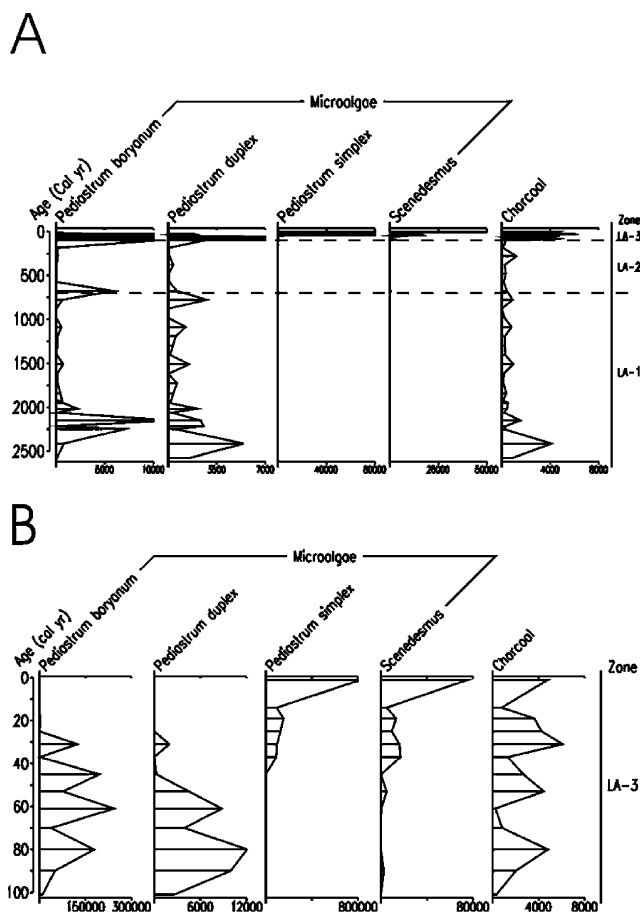 A
Microalgae
Age (Cal yr)
Pediastrum boryanum
Pediastrum duplex
Pediastrum simplex
Scenedesmus
Charcoal
Zone
0
500
1000
1500
2000
2500
LA-3
LA-2
LA-1
5000 10000 3500 7000 40000 80000 25000 50000 4000 8000
B
Microalgae
Age (cal yr)
Pediastrum boryanum
Pediastrum duplex
Pediastrum simplex
Scenedesmus
Charcoal
Zone
0
20
40
60
80
100
LA-3
150000 300000 6000 12000 800000 80000 4000 8000